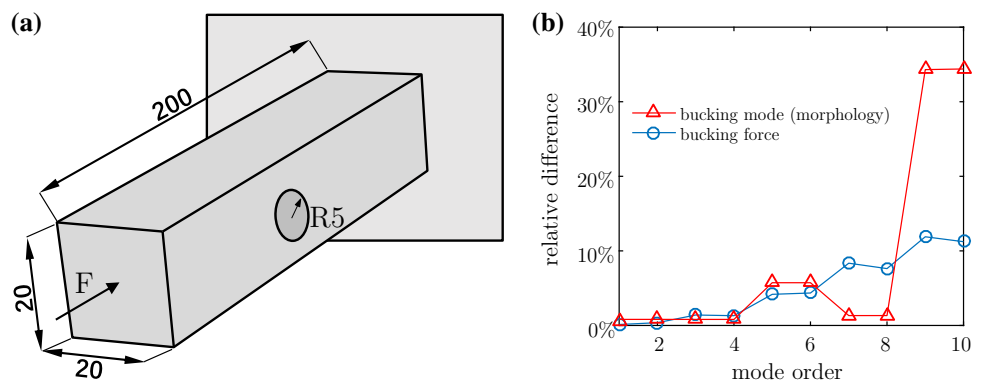 (a)
200
R5
F
20
20
(b)
relative difference
40%
30%
20%
10%
0%
bucking mode (morphology)
bucking force
2 4 6 8 10
mode order